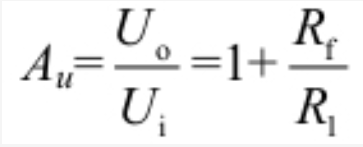 A_u = U_o / U_i = 1 + R_f / R_1